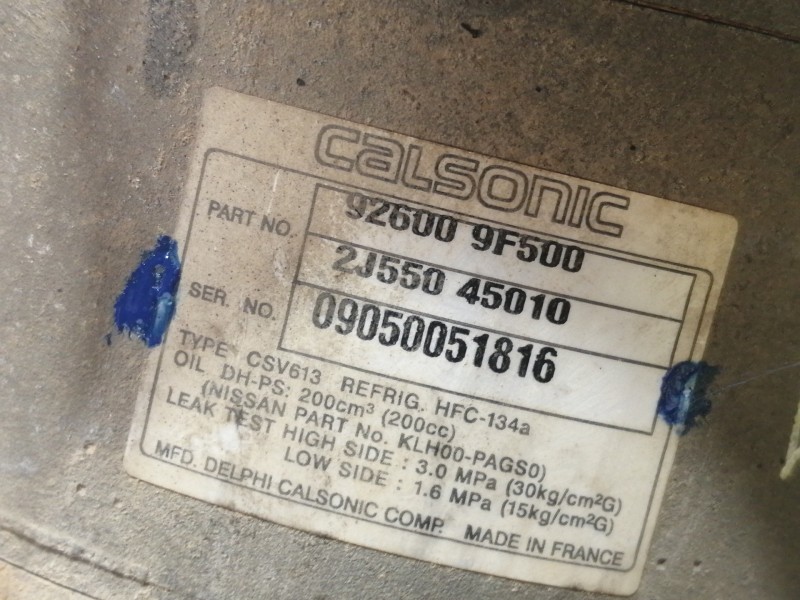 CALSONIC
PART NO. 92600 9F500
2J550 45010
SER. NO. 09050051816
TYPE CSV613 REFRIG. HFC-134a
OIL DH-PS: 200cm³ (200cc)
(NISSAN PART No. KLH00-PAGS0)
LEAK TEST HIGH SIDE : 3.0 MPa (30kg/cm²G)
LOW SIDE : 1.6 MPa (15kg/cm²G)
MFD. DELPHI CALSONIC COMP. MADE IN FRANCE